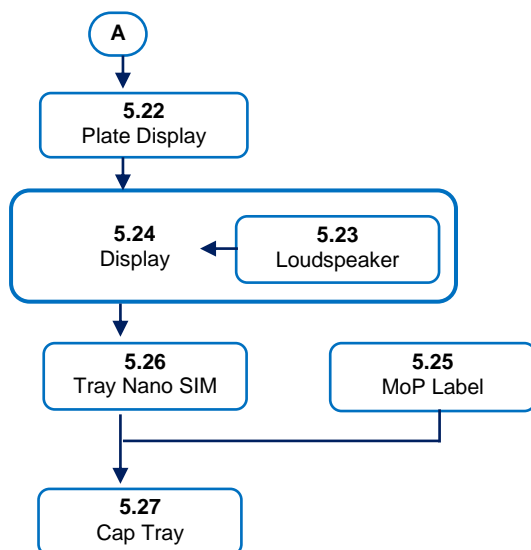 A
5.22
Plate Display
5.24
Display
5.23
Loudspeaker
5.26
Tray Nano SIM
5.25
MoP Label
5.27
Cap Tray